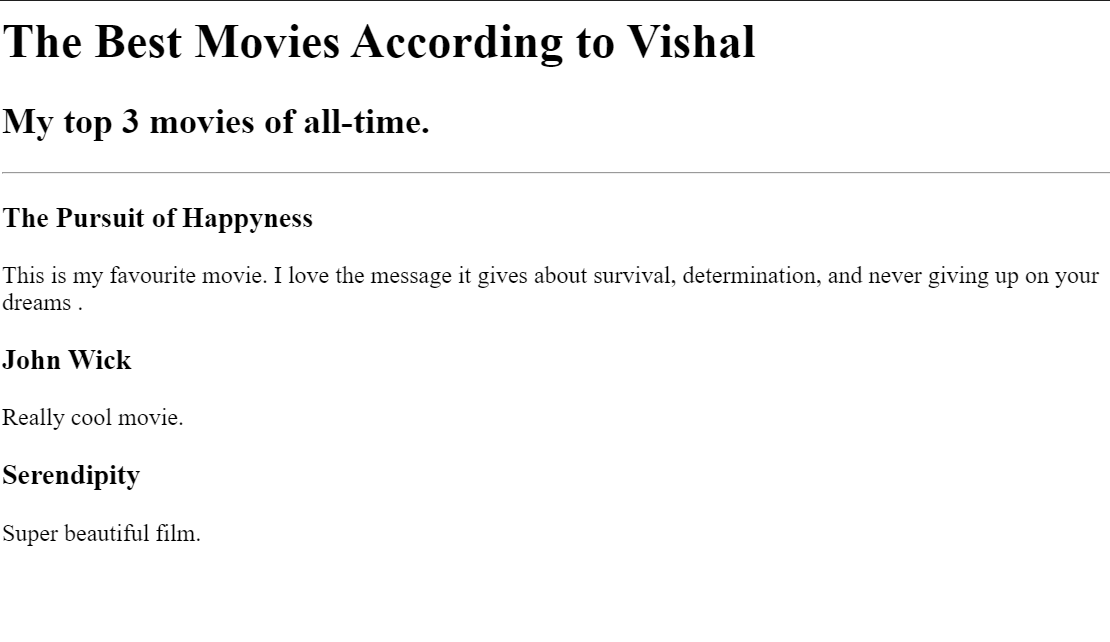 The Best Movies According to Vishal
My top 3 movies of all-time.
The Pursuit of Happyness
This is my favourite movie. I love the message it gives about survival, determination, and never giving up on your
dreams .
John Wick
Really cool movie.
Serendipity
Super beautiful film.